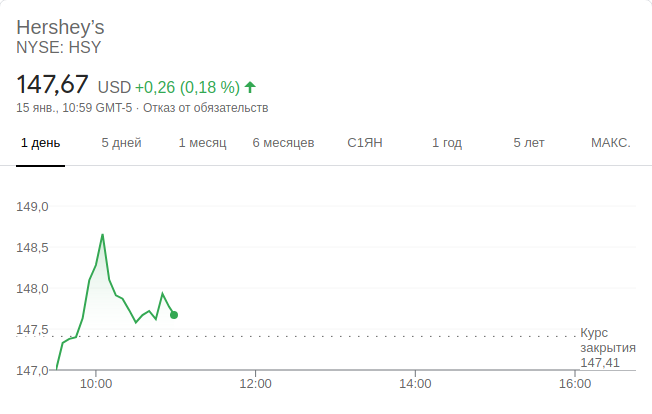 Hershey’s
NYSE: HSY
147,67 USD +0,26 (0,18 %)
15 янв., 10:59 GMT-5 · Отказ от обязательств
1 день 5 дней 1 месяц 6 месяцев С1ЯН 1 год 5 лет МАКС.
149,0
148,5
148,0
147,5
Курс
закрытия
147,41
147,0
10:00 12:00 14:00 16:00